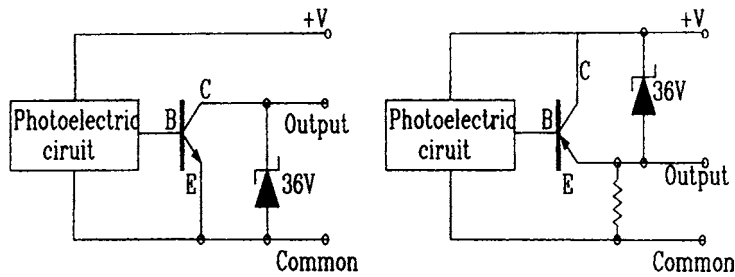 +V
C
Photoelectric
ciruit
B
Output
E
36V
Common
+V
C
36V
Photoelectric
ciruit
B
E
Output
Common